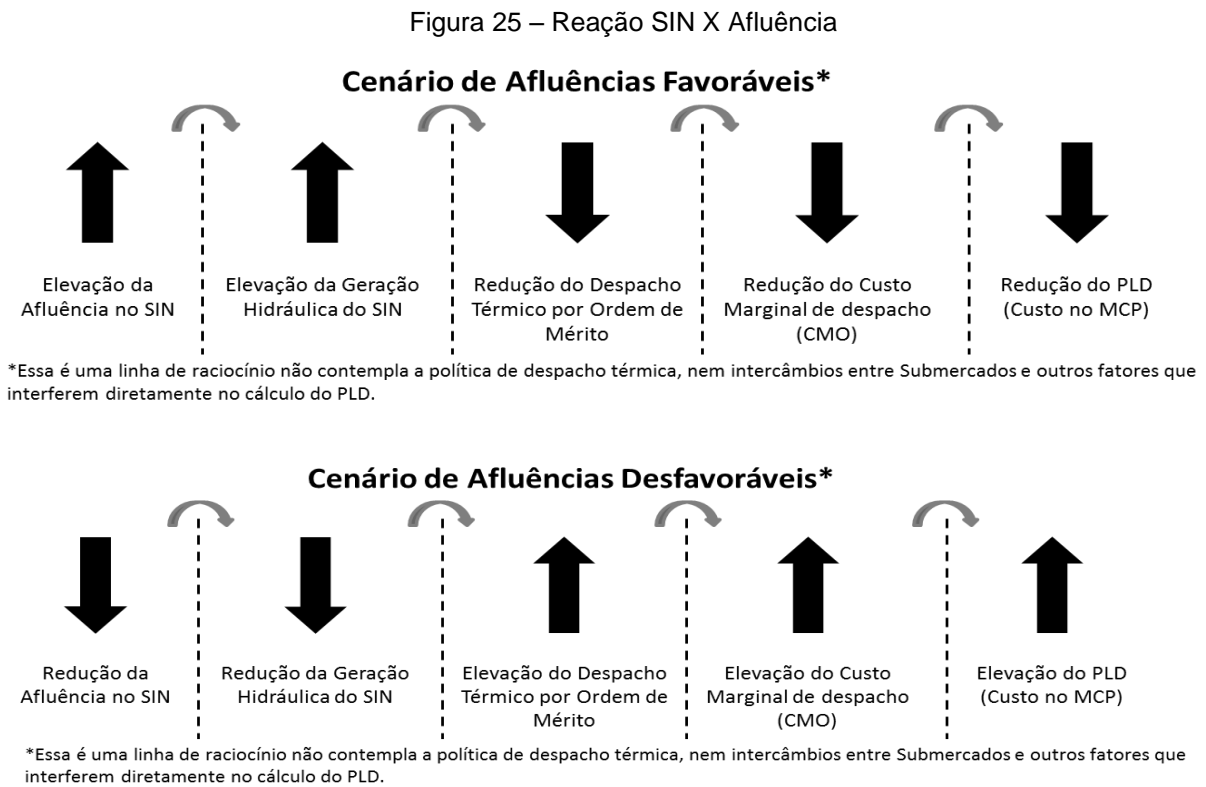 Figura 25 – Reação SIN X Afluência
Cenário de Afluências Favoráveis*
Elevação da
Afluência no SIN
Elevação da Geração
Hidráulica do SIN
Redução do Despacho
Térmico por Ordem de
Mérito
Redução do Custo
Marginal de despacho
(CMO)
Redução do PLD
(Custo no MCP)
*Essa é uma linha de raciocínio não contempla a política de despacho térmica, nem intercâmbios entre Submercados e outros fatores que
interferem diretamente no cálculo do PLD.
Cenário de Afluências Desfavoráveis*
Redução da
Afluência no SIN
Redução da Geração
Hidráulica do SIN
Elevação do Despacho
Térmico por Ordem de
Mérito
Elevação do Custo
Marginal de despacho
(CMO)
Elevação do PLD
(Custo no MCP)
*Essa é uma linha de raciocínio não contempla a política de despacho térmica, nem intercâmbios entre Submercados e outros fatores que
interferem diretamente no cálculo do PLD.